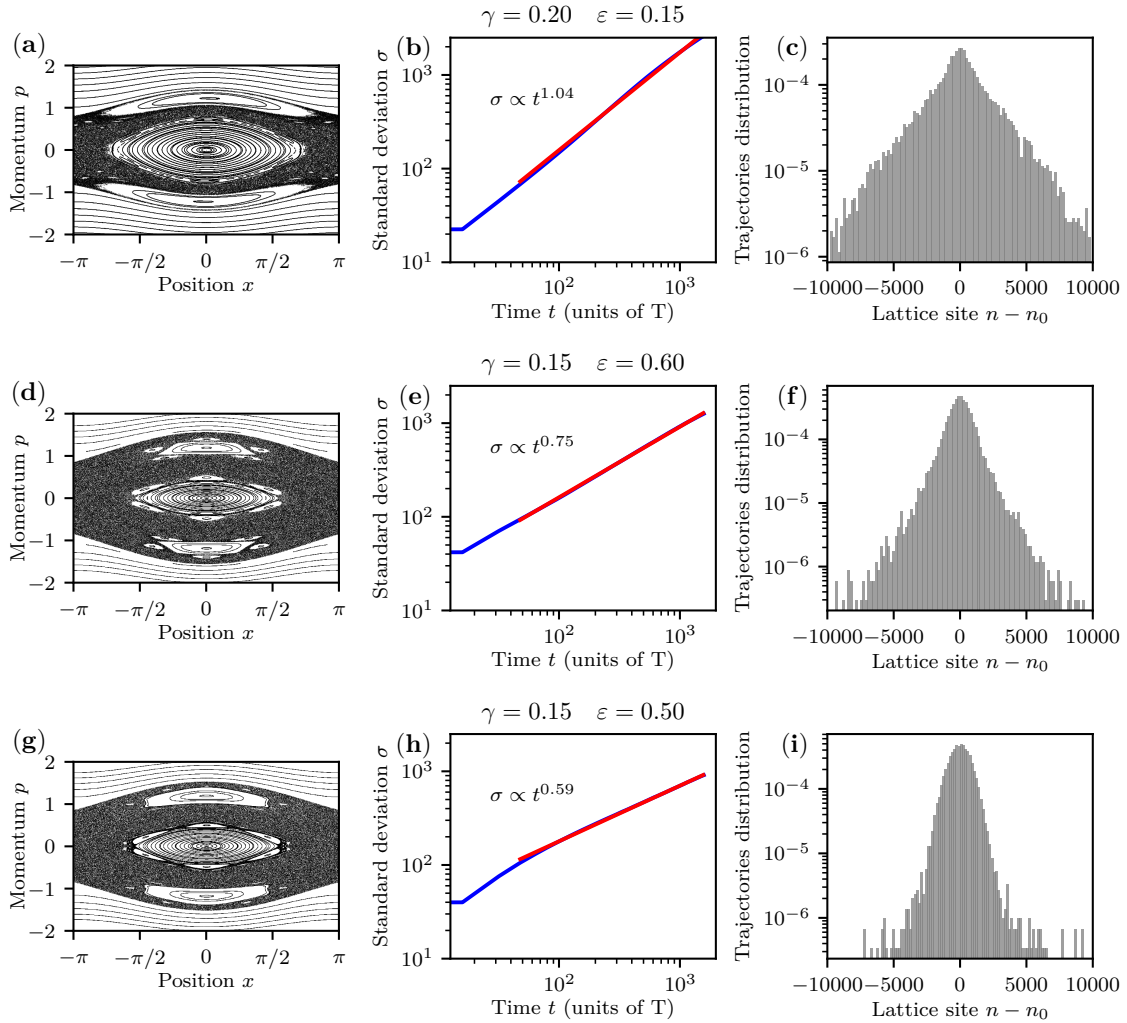 γ = 0.20 ε = 0.15
(a)
Momentum p
2
1
0
−1
−2
−π
−π/2
0
π/2
π
Position x
(b)
Standard deviation σ
10³
10²
10¹
σ ∝ t^1.04
10²
10³
Time t (units of T)
(c)
Trajectories distribution
10⁻⁴
10⁻⁵
10⁻⁶
−10000
−5000
0
5000
10000
Lattice site n − n₀
γ = 0.15 ε = 0.60
(d)
Momentum p
2
1
0
−1
−2
−π
−π/2
0
π/2
π
Position x
(e)
Standard deviation σ
10³
10²
10¹
σ ∝ t^0.75
10²
10³
Time t (units of T)
(f)
Trajectories distribution
10⁻⁴
10⁻⁵
10⁻⁶
−10000
−5000
0
5000
10000
Lattice site n − n₀
γ = 0.15 ε = 0.50
(g)
Momentum p
2
1
0
−1
−2
−π
−π/2
0
π/2
π
Position x
(h)
Standard deviation σ
10³
10²
10¹
σ ∝ t^0.59
10²
10³
Time t (units of T)
(i)
Trajectories distribution
10⁻⁴
10⁻⁵
10⁻⁶
−10000
−5000
0
5000
10000
Lattice site n − n₀